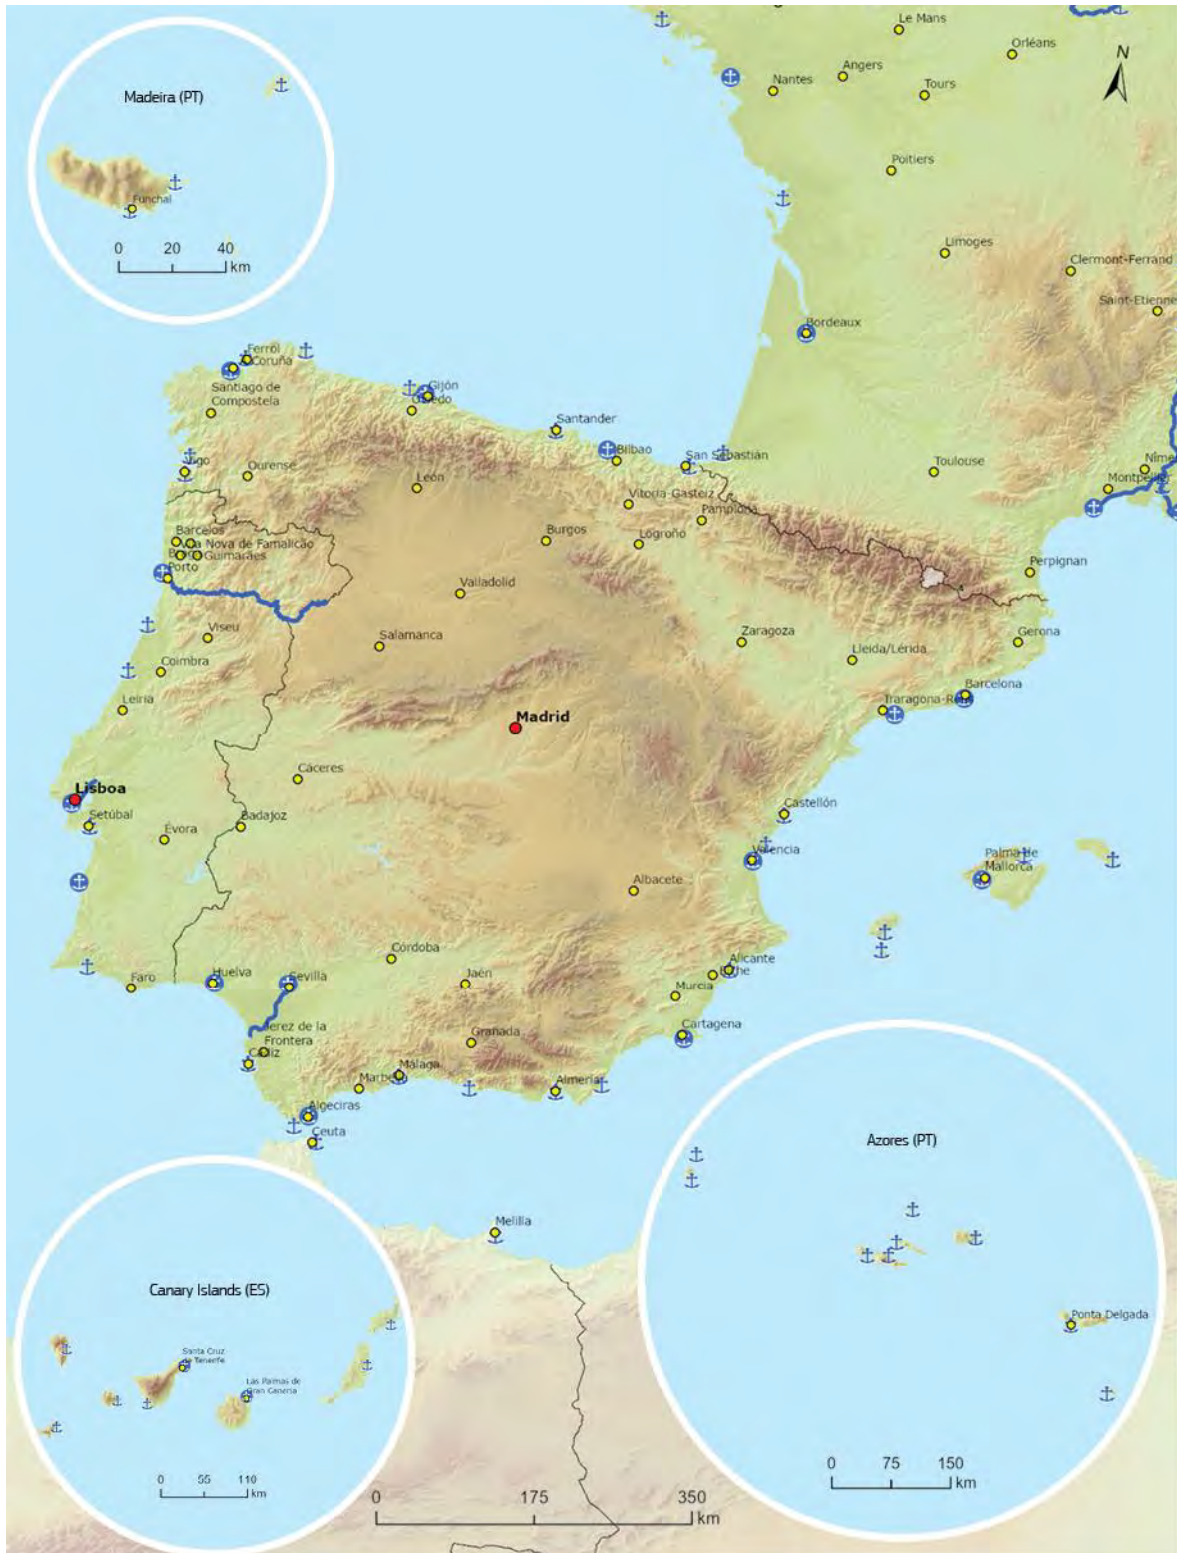 Le Mans
Orléans
N
Angers
Nantes
Tours
Madeira (PT)
Poitiers
Funchal
0 20 40
km
Limoges
Clermont-Ferrand
Saint-Etienne
Bordeaux
Ferrol
Coruña
Santiago de
Compostela
Gijón
Santander
Bilbao
San Sebastián
Vigo
Ourense
León
Toulouse
Nîme
Vitoria-Gasteiz
Pamplona
Burgos
Logroño
Barcelos
Nova de Famalicão
Guimarães
Porto
Perpignan
Valladolid
Viseu
Salamanca
Zaragoza
Gerona
Coimbra
Lleida/Lérida
Leiria
Barcelona
Madrid
Cáceres
Lisboa
Setúbal
Castellón
Badajoz
Évora
Valencia
Palma de
Mallorca
Albacete
Córdoba
Alicante
Faro
Huelva
Sevilla
Jaén
Elche
Murcia
Jerez de la
Frontera
Granada
Cartagena
Cádiz
Málaga
Almería
Algeciras
Ceuta
Azores (PT)
Melilla
Canary Islands (ES)
Ponta Delgada
Santa Cruz
de Tenerife
Las Palmas de
Gran Canaria
0 75 150
km
0 55 110
km
0 175 350
km